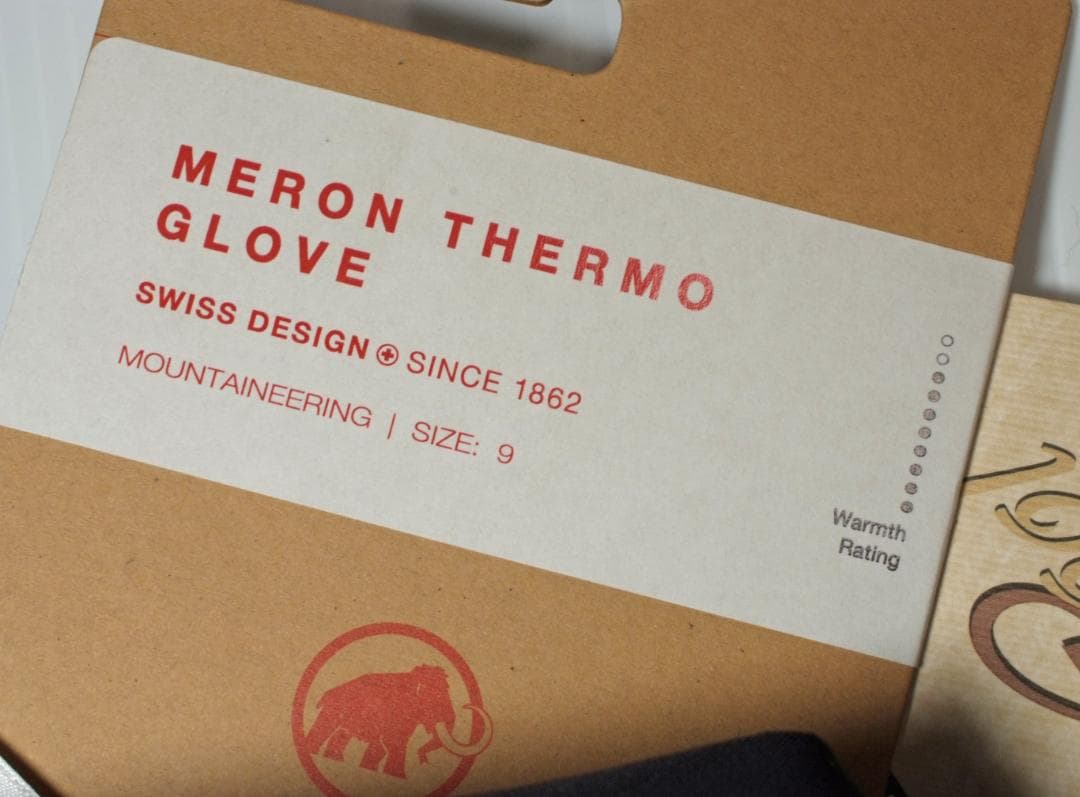 MERON THERMO
GLOVE
SWISS DESIGN SINCE 1862
MOUNTAINEERING | SIZE: 9
Warmth
Rating